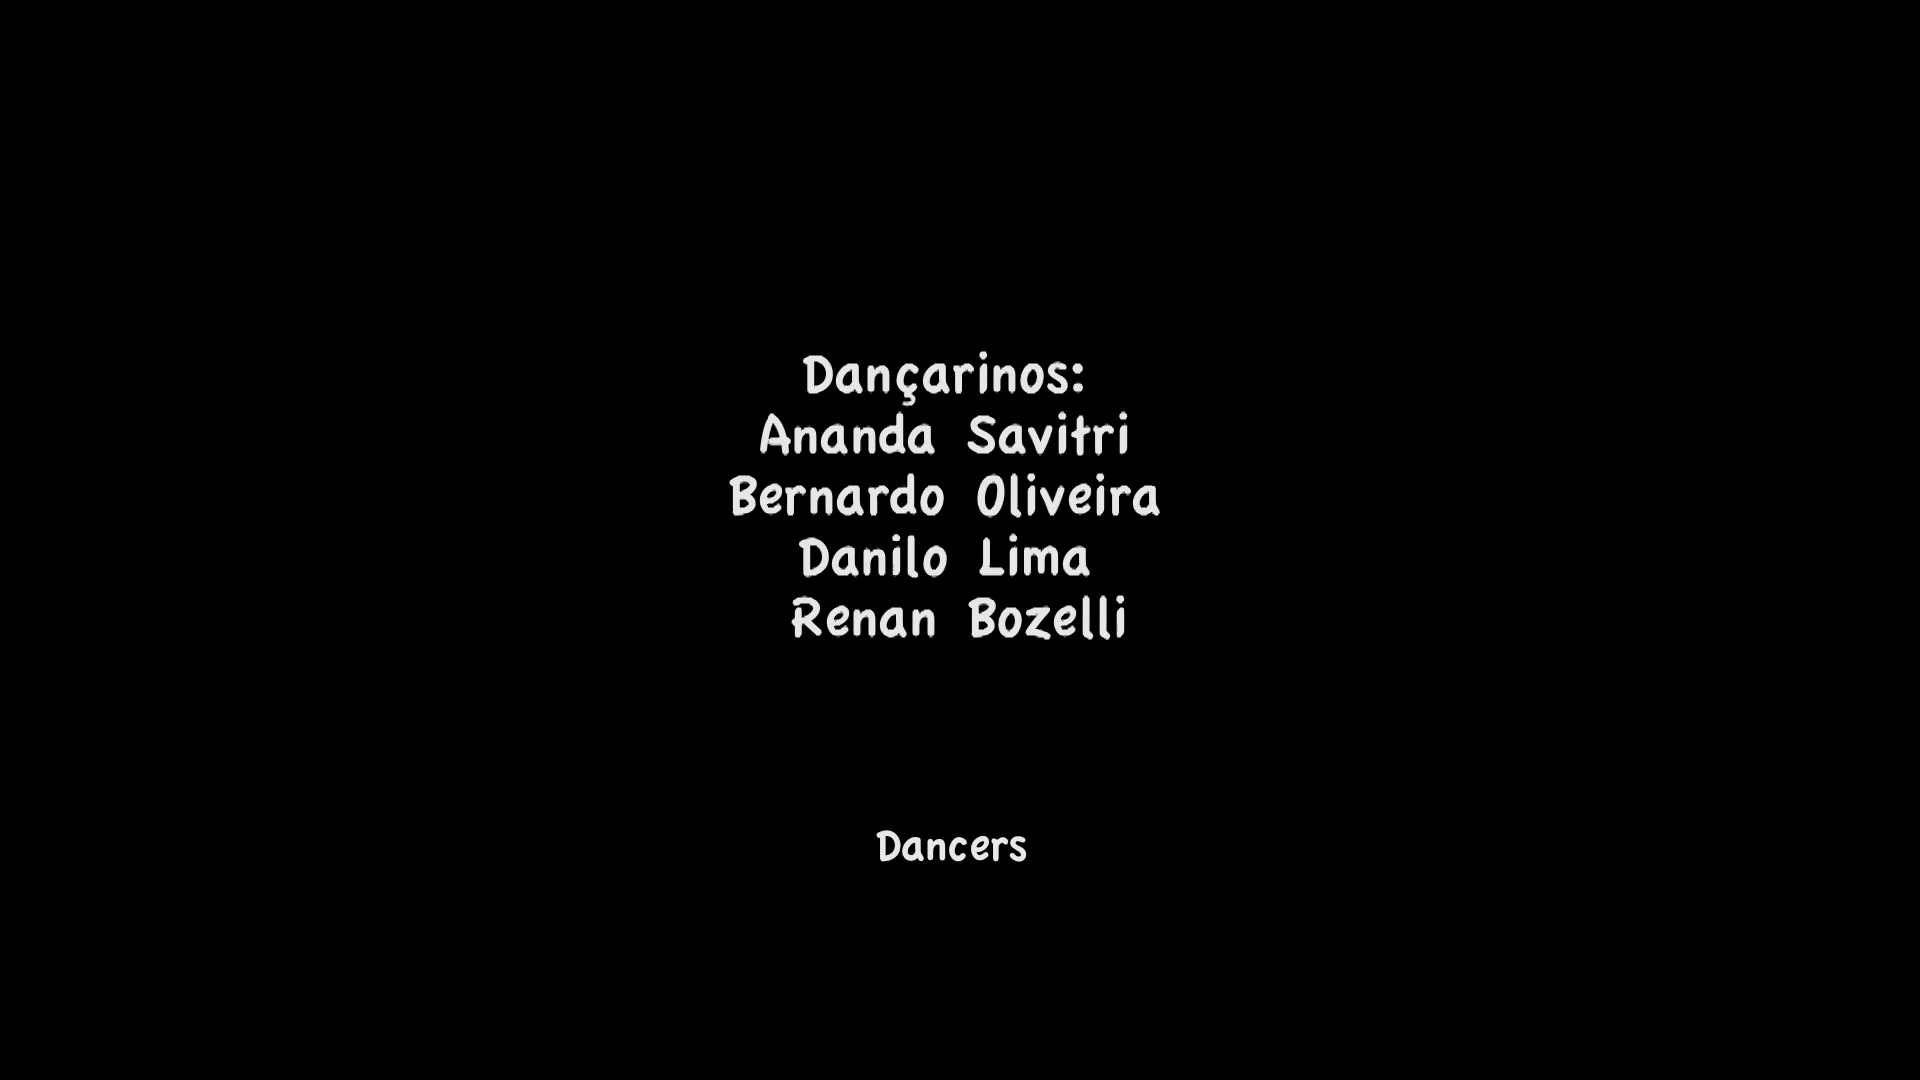 Dançarinos:
Ananda Savitri
Bernardo Oliveira
Danilo Lima
Renan Bozelli
Dancers